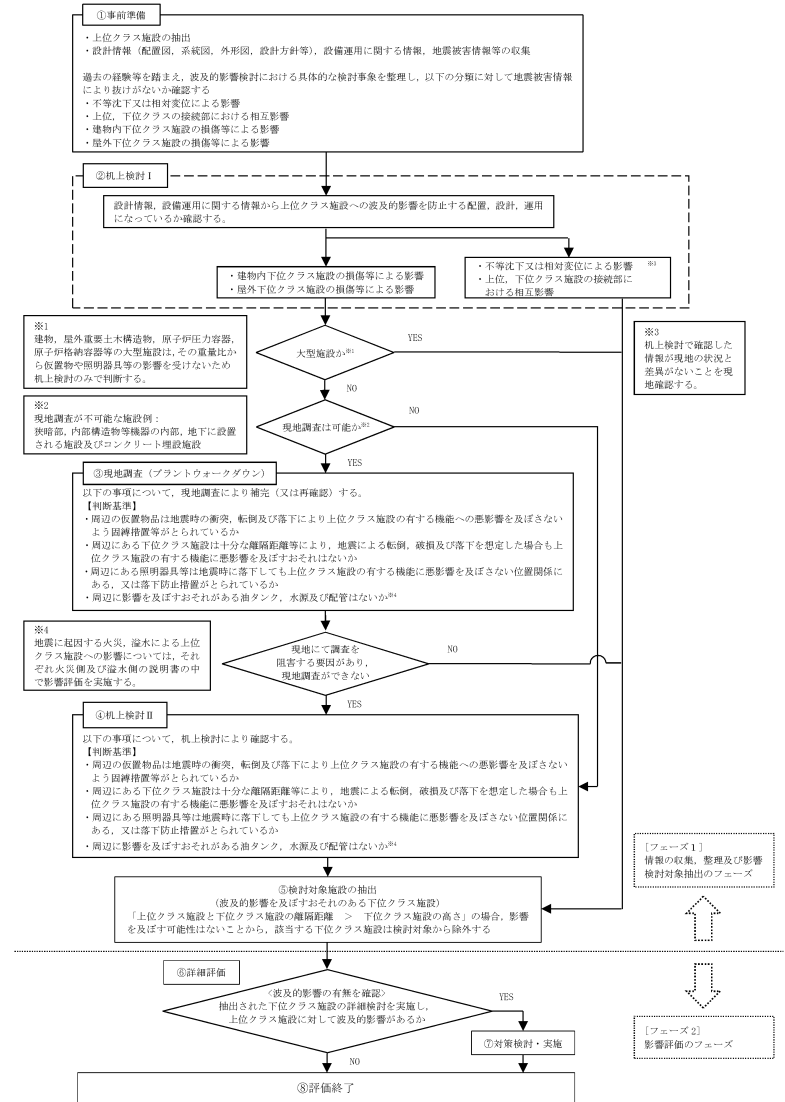 ①事前準備
・上位クラス施設の抽出
・設計情報（配置図，系統図，外形図，設計方針等），設備運用に関する情報，地震被害情報等の収集
過去の経験等を踏まえ，波及的影響検討における具体的な検討事象を整理し，以下の分類に対して地震被害情報
により抜けがないか確認する
・不等沈下又は相対変位による影響
・上位，下位クラスの接続部における相互影響
・建物内下位クラス施設の損傷等による影響
・屋外下位クラス施設の損傷等による影響
②机上検討Ⅰ
設計情報，設備運用に関する情報から上位クラス施設への波及的影響を防止する配置，設計，運用
になっているか確認する。
・建物内下位クラス施設の損傷等による影響
・屋外下位クラス施設の損傷等による影響
・不等沈下又は相対変位による影響 ※3
・上位，下位クラス施設の接続部に
おける相互影響
※1
建物，屋外重要土木構造物，原子炉圧力容器，
原子炉格納容器等の大型施設は，その重量比か
ら仮置物や照明器具等の影響を受けないため
机上検討のみで判断する。
大型施設か※1
YES
NO
※3
机上検討で確認した
情報が現地の状況と
差異がないことを現
地確認する。
※2
現地調査が不可能な施設例：
狭暗部，内部構造物等機器の内部，地下に設置
される施設及びコンクリート埋設施設
現地調査は可能か※2
NO
YES
③現地調査（プラントウォークダウン）
以下の事項について，現地調査により補完（又は再確認）する。
【判断基準】
・周辺の仮置物品は地震時の衝突，転倒及び落下により上位クラス施設の有する機能への悪影響を及ぼさない
よう固縛措置等がとられているか
・周辺にある下位クラス施設は十分な離隔距離等により，地震による転倒，破損及び落下を想定した場合も上
位クラス施設の有する機能に悪影響を及ぼすおそれはないか
・周辺にある照明器具等は地震時に落下しても上位クラス施設の有する機能に悪影響を及ぼさない位置関係に
ある，又は落下防止措置がとられているか
・周辺に影響を及ぼすおそれがある油タンク，水源及び配管はないか※4
※4
地震に起因する火災，溢水による上位
クラス施設への影響については，それ
ぞれ火災側及び溢水側の説明書の中
で影響評価を実施する。
現地にて調査を
阻害する要因があり，
現地調査ができない
NO
YES
④机上検討Ⅱ
以下の事項について，机上検討により確認する。
【判断基準】
・周辺の仮置物品は地震時の衝突，転倒及び落下により上位クラス施設の有する機能への悪影響を及ぼさない
よう固縛措置等がとられているか
・周辺にある下位クラス施設は十分な離隔距離等により，地震による転倒，破損及び落下を想定した場合も上
位クラス施設の有する機能に悪影響を及ぼすおそれはないか
・周辺にある照明器具等は地震時に落下しても上位クラス施設の有する機能に悪影響を及ぼさない位置関係に
ある，又は落下防止措置がとられているか
・周辺に影響を及ぼすおそれがある油タンク，水源及び配管はないか※4
［フェーズ１］
情報の収集，整理及び影響
検討対象抽出のフェーズ
⑤検討対象施設の抽出
（波及的影響を及ぼすおそれのある下位クラス施設）
「上位クラス施設と下位クラス施設の離隔距離 ＞ 下位クラス施設の高さ」の場合，影響
を及ぼす可能性はないことから，該当する下位クラス施設は検討対象から除外する
⑥詳細評価
<波及的影響の有無を確認>
抽出された下位クラス施設の詳細検討を実施し，
上位クラス施設に対して波及的影響があるか
YES
⑦対策検討・実施
NO
［フェーズ２］
影響評価のフェーズ
⑧評価終了